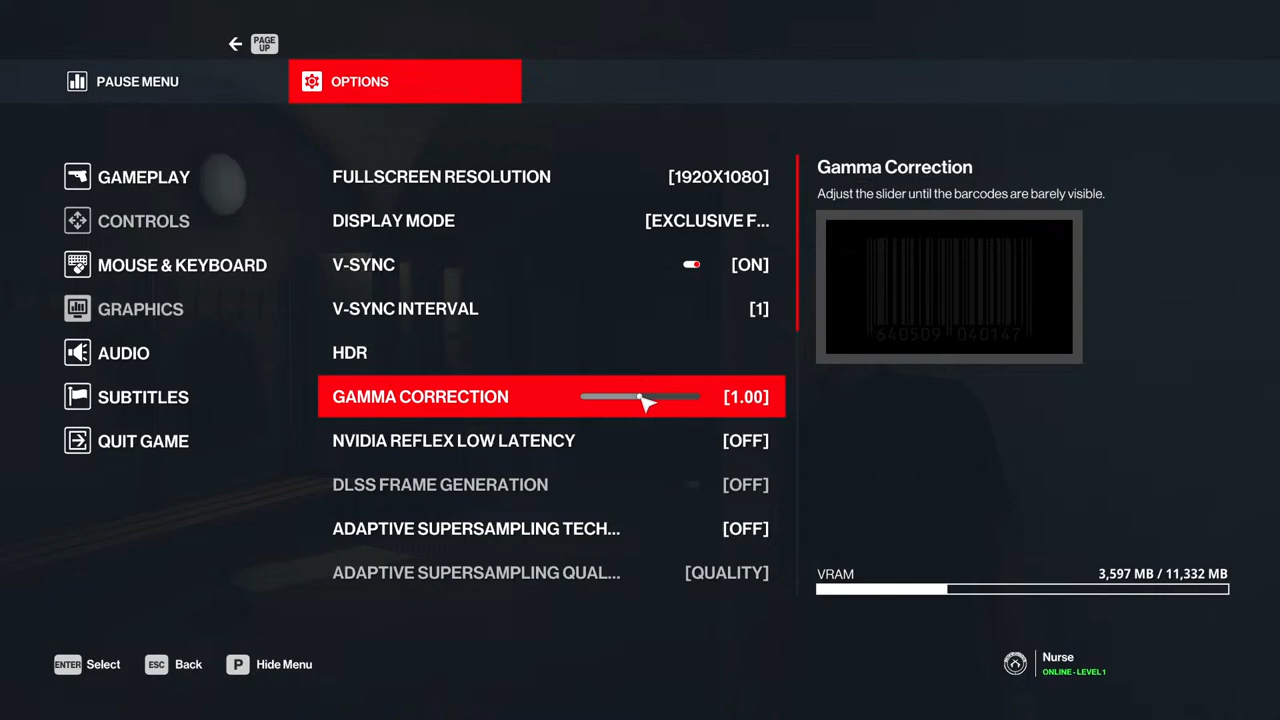 PAGE UP
PAUSE MENU
OPTIONS
GAMEPLAY
CONTROLS
MOUSE & KEYBOARD
GRAPHICS
AUDIO
SUBTITLES
QUIT GAME
FULLSCREEN RESOLUTION [1920X1080]
DISPLAY MODE [EXCLUSIVE F...
V-SYNC [ON]
V-SYNC INTERVAL [1]
HDR
GAMMA CORRECTION [1.00]
NVIDIA REFLEX LOW LATENCY [OFF]
DLSS FRAME GENERATION [OFF]
ADAPTIVE SUPERSAMPLING TECH... [OFF]
ADAPTIVE SUPERSAMPLING QUAL... [QUALITY]
Gamma Correction
Adjust the slider until the barcodes are barely visible.
640509 040147
VRAM 3,597 MB / 11,332 MB
ENTER Select ESC Back P Hide Menu
Nurse
ONLINE - LEVEL 1